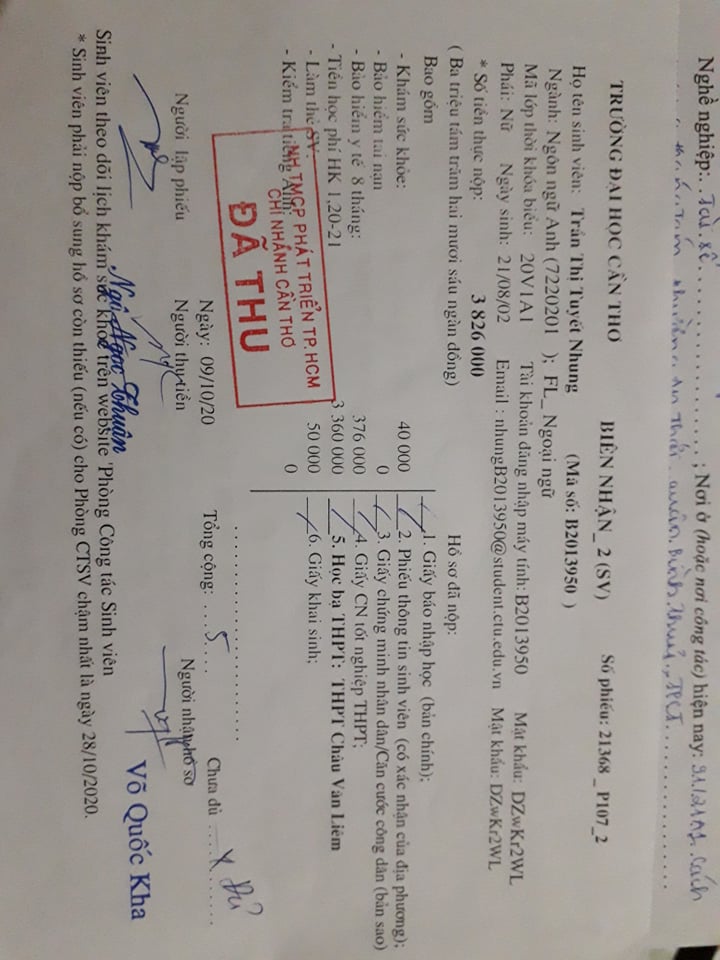 Nghề nghiệp:..Tài xế..................; Nơi ở (hoặc nơi công tác) hiện nay: 91/21 Cách
tháng Tám phường An Thới, quận Bình Thuỷ, TPCT.
TRƯỜNG ĐẠI HỌC CẦN THƠ
BIÊN NHẬN_ 2 (SV)
Số phiếu: 21368 _ P107_2
Họ tên sinh viên: Trần Thị Tuyết Nhung (Mã số: B2013950 )
Ngành: Ngôn ngữ Anh (7220201 ); FL_ Ngoại ngữ
Mã lớp thời khóa biểu: 20V1A1 Tài khoản đăng nhập máy tính: B2013950 Mật khẩu: DZwKr2WL
Phái: Nữ Ngày sinh: 21/08/02 Email : nhungB2013950@student.ctu.edu.vn Mật khẩu: DZwKr2WL
* Số tiền thực nộp: 3 826 000
( Ba triệu tám trăm hai mươi sáu ngàn đồng)
Bao gồm
- Khám sức khỏe: 40 000
- Bảo hiểm tai nạn 0
- Bảo hiểm y tế 8 tháng: 376 000
- Tiền học phí HK 1,20-21 3 360 000
- Làm thẻ SV: 50 000
- Kiểm tra tiếng Anh: 0
NH TMCP PHÁT TRIỂN TP.HCM
CHI NHÁNH CẦN THƠ
ĐÃ THU
Hồ sơ đã nộp:
1. Giấy báo nhập học (bản chính);
2. Phiếu thông tin sinh viên (có xác nhận của địa phương);
3. Giấy chứng minh nhân dân/Căn cước công dân (bản sao)
4. Giấy CN tốt nghiệp THPT;
5. Học bạ THPT: THPT Châu Văn Liêm
6. Giấy khai sinh;
Tổng cộng: ...5.... Chưa đủ ...X Đủ
Ngày: 09/10/20
Người lập phiếu
Người thu tiền
Người nhận hồ sơ
Ngô Ngọc Thuận
Võ Quốc Kha
Sinh viên theo dõi lịch khám sức khỏe trên website 'Phòng Công tác Sinh viên
* Sinh viên phải nộp bổ sung hồ sơ còn thiếu (nếu có) cho Phòng CTSV chậm nhất là ngày 28/10/2020.